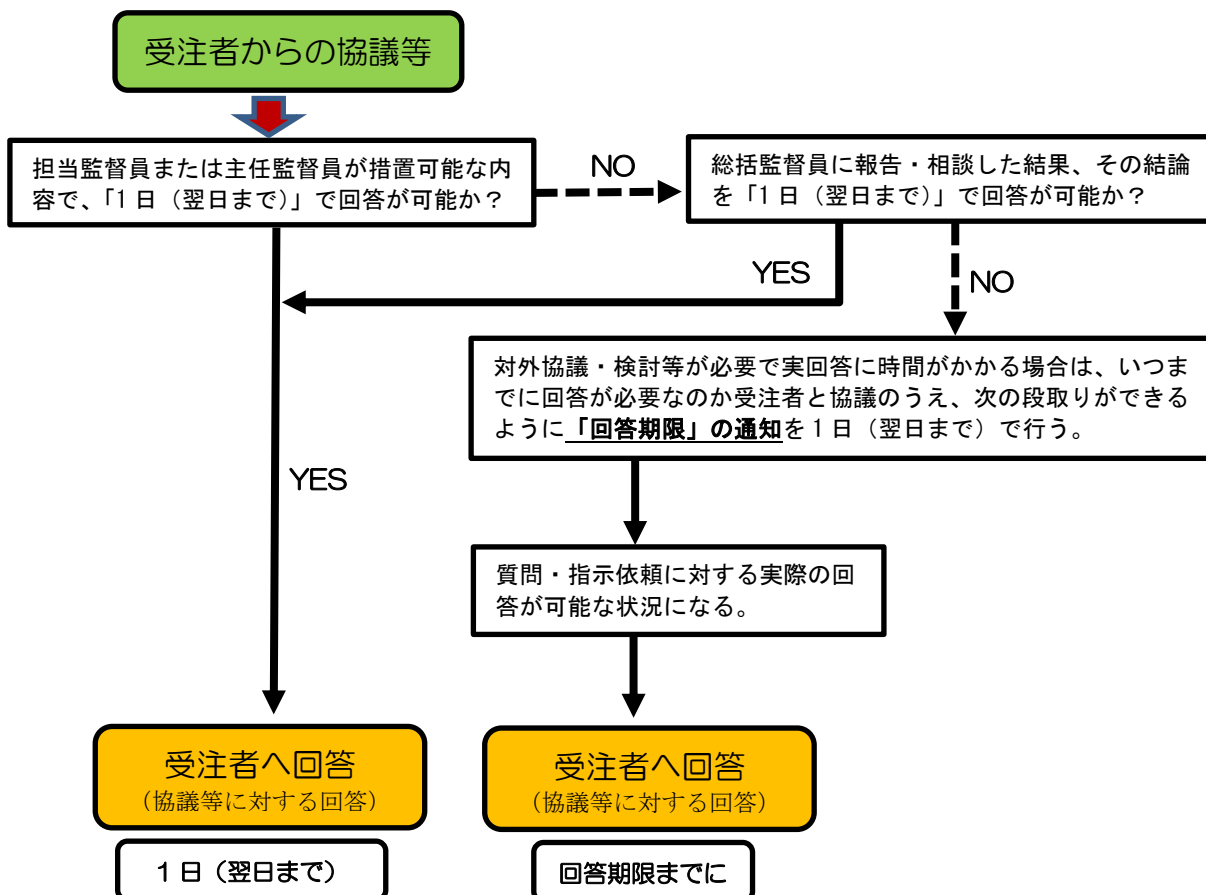 受注者からの協議等
担当監督員または主任監督員が措置可能な内
容で、「1日（翌日まで）」で回答が可能か？
NO
総括監督員に報告・相談した結果、その結論
を「1日（翌日まで）」で回答が可能か？
YES
NO
対外協議・検討等が必要で実回答に時間がかかる場合は、いつま
でに回答が必要なのか受注者と協議のうえ、次の段取りができる
ように「回答期限」の通知を1日（翌日まで）で行う。
YES
質問・指示依頼に対する実際の回
答が可能な状況になる。
受注者へ回答
（協議等に対する回答）
受注者へ回答
（協議等に対する回答）
1日（翌日まで）
回答期限までに